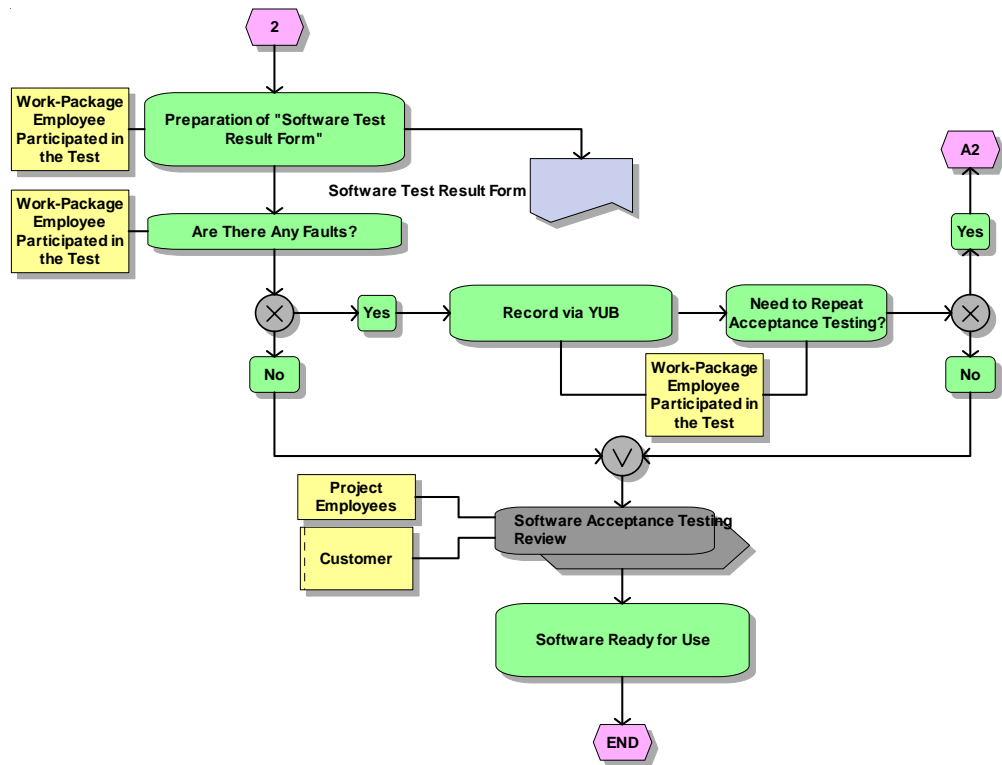 2
Work-Package
Employee
Participated in
the Test
Preparation of "Software Test
Result Form"
A2
Software Test Result Form
Work-Package
Employee
Participated in
the Test
Are There Any Faults?
Yes
Yes
Record via YUB
Need to Repeat
Acceptance Testing?
No
Work-Package
Employee
Participated in
the Test
No
Project
Employees
Software Acceptance Testing
Review
Customer
Software Ready for Use
END